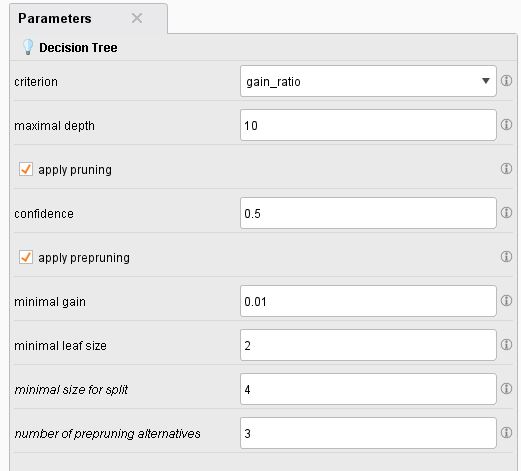 Parameters
Decision Tree
criterion gain_ratio
maximal depth 10
apply pruning
confidence 0.5
apply prepruning
minimal gain 0.01
minimal leaf size 2
minimal size for split 4
number of prepruning alternatives 3